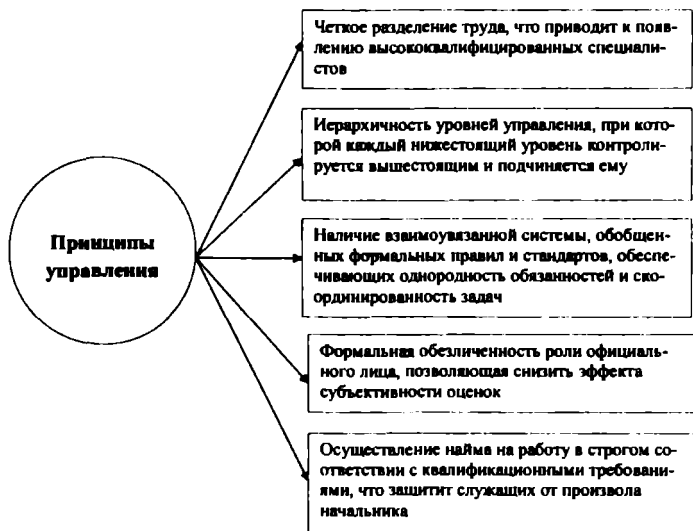 Четкое разделение труда, что приводит к появ-
лению высококвалифицированных специали-
стов
Иерархичность уровней управления, при кото-
рой каждый нижестоящий уровень контролир-
уется вышестоящим и подчиняется ему
Принципы
управления
Наличие взаимоувязанной системы, обобщен-
ных формальных правил и стандартов, обеспе-
чивающих однородность обязанностей и ско-
ординированность задач
Формальная обезличенность роли официаль-
ного лица, позволяющая снизить эффекта
субъективности оценок
Осуществление найма на работу в строгом со-
ответствии с квалификационными требовани-
ями, что защитит служащих от произвола
начальника